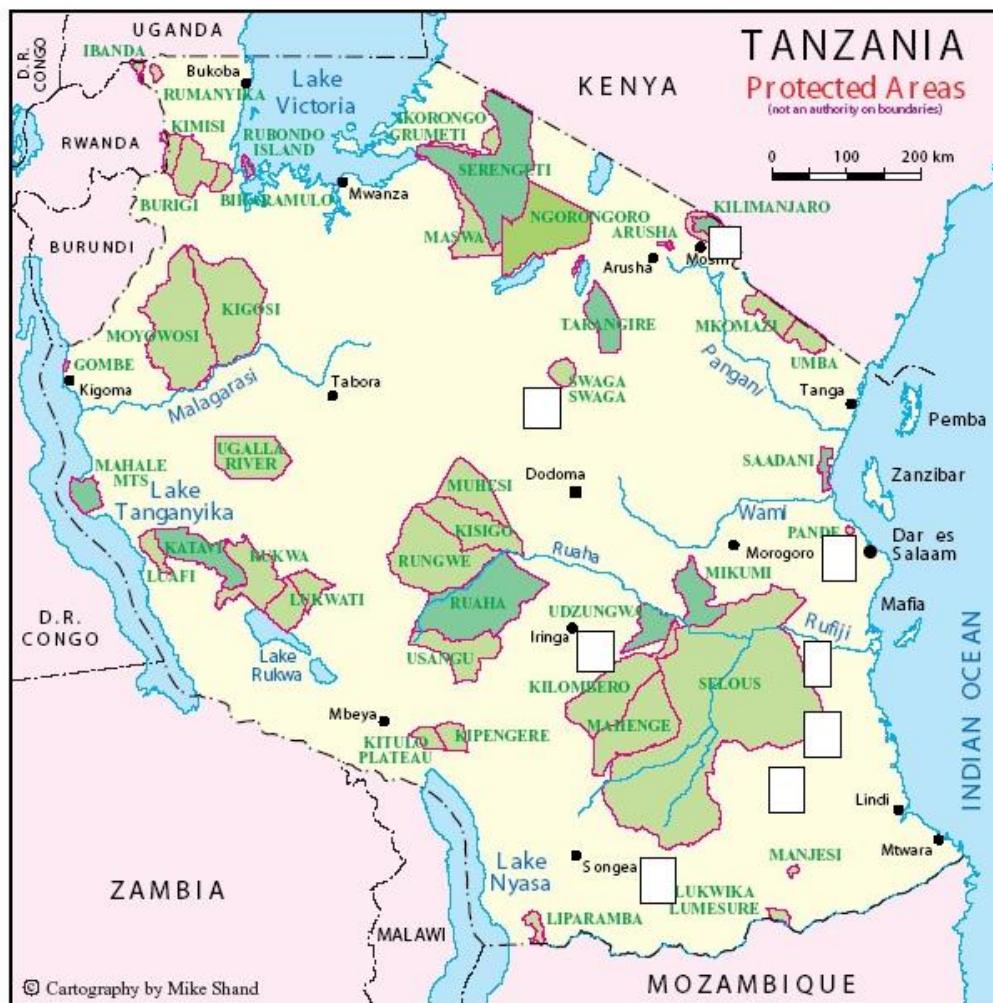 UGANDA
D.R.
CONGO
IBANDA
Bukoba
RUMANYIKA
Lake
Victoria
KENYA
TANZANIA
Protected Areas
(not an authority on boundaries)
0 100 200 km
RWANDA
KIMISI
RUBONDO
ISLAND
IKORONGO
GRUMETI
SERENGETI
BURIGI
BIHARAMULO
Mwanza
BURUNDI
MASWA
NGORONGORO
ARUSHA
KILIMANJARO
Arusha
Moshi
MOYOWOSI
KIGOSI
TARANGIRE
MKOMAZI
UMBA
GOMBE
Kigoma
Malagarasi
Tabora
SWAGA
SWAGA
Pangani
Tanga
Pemba
MAHALE
MTS
UGALLA
RIVER
Dodoma
SAADANI
Zanzibar
Lake
Tanganyika
MUHESI
KISIGO
RUNGWE
Wami
PANDE
Dar es
Salaam
Morogoro
KATAVI
LUAFI
RUKWA
LUKWATI
Ruaha
RUAHA
MIKUMI
UDZUNGWA
Iringa
Mafia
Rufiji
D.R.
CONGO
Lake
Rukwa
USANGU
KILOMBERO
SELOUS
MAHENGE
Mbeya
KITULO
PLATEAU
KIPENGERE
INDIAN OCEAN
Lindi
Mtwara
ZAMBIA
Lake
Nyasa
Songea
MANJESI
LUKWIKA
LUMESURE
LIPARAMBA
MALAWI
MOZAMBIQUE
© Cartography by Mike Shand